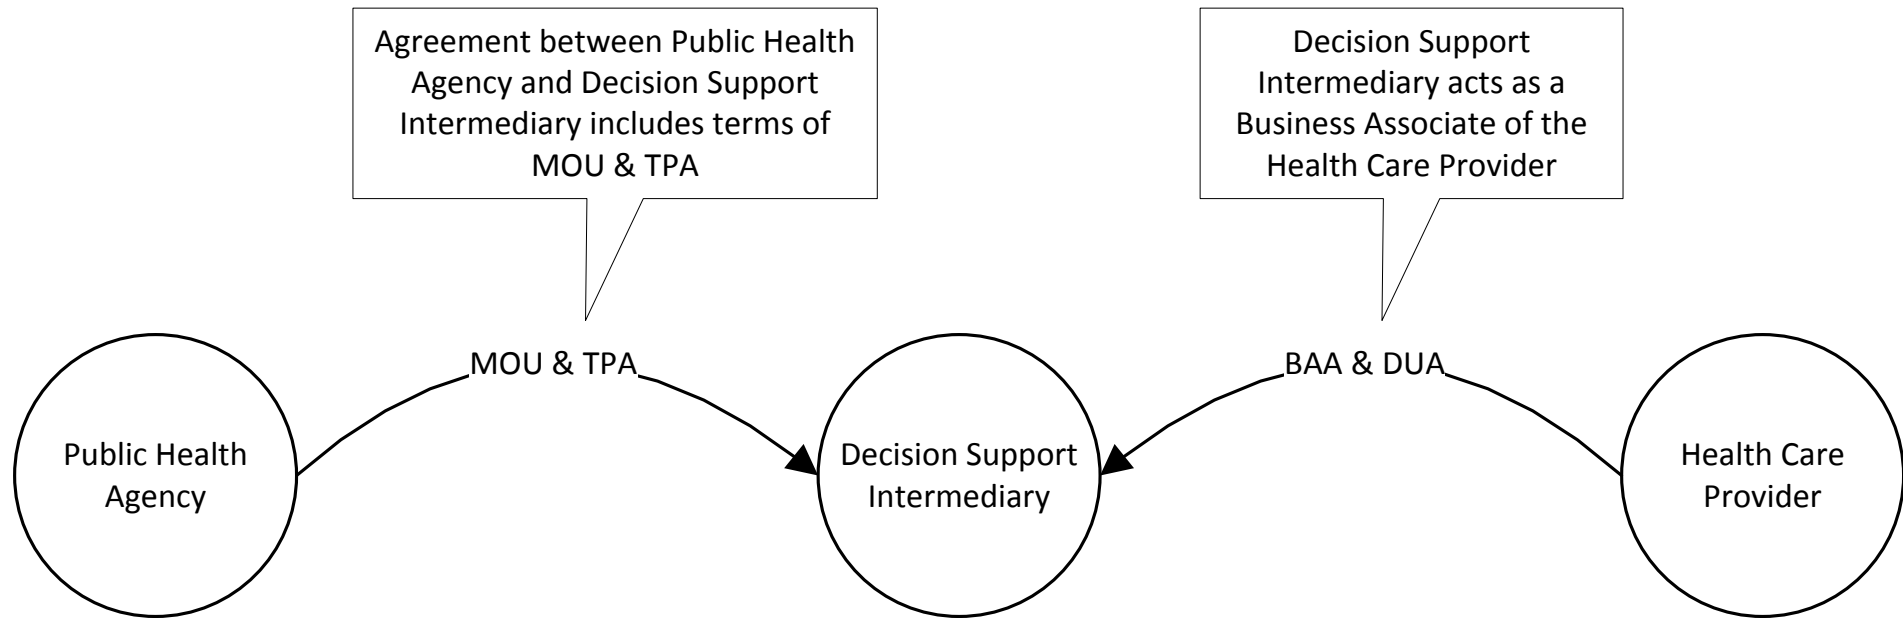 Agreement between Public Health
Agency and Decision Support
Intermediary includes terms of
MOU & TPA
Decision Support
Intermediary acts as a
Business Associate of the
Health Care Provider
MOU & TPA
BAA & DUA
Public Health
Agency
Decision Support
Intermediary
Health Care
Provider